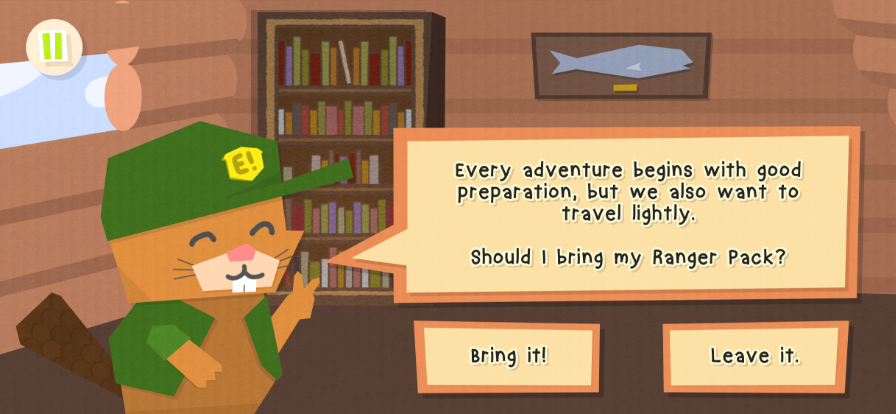 E!
Every adventure begins with good
preparation, but we also want to
travel lightly.
Should I bring my Ranger Pack?
Bring it!
Leave it.